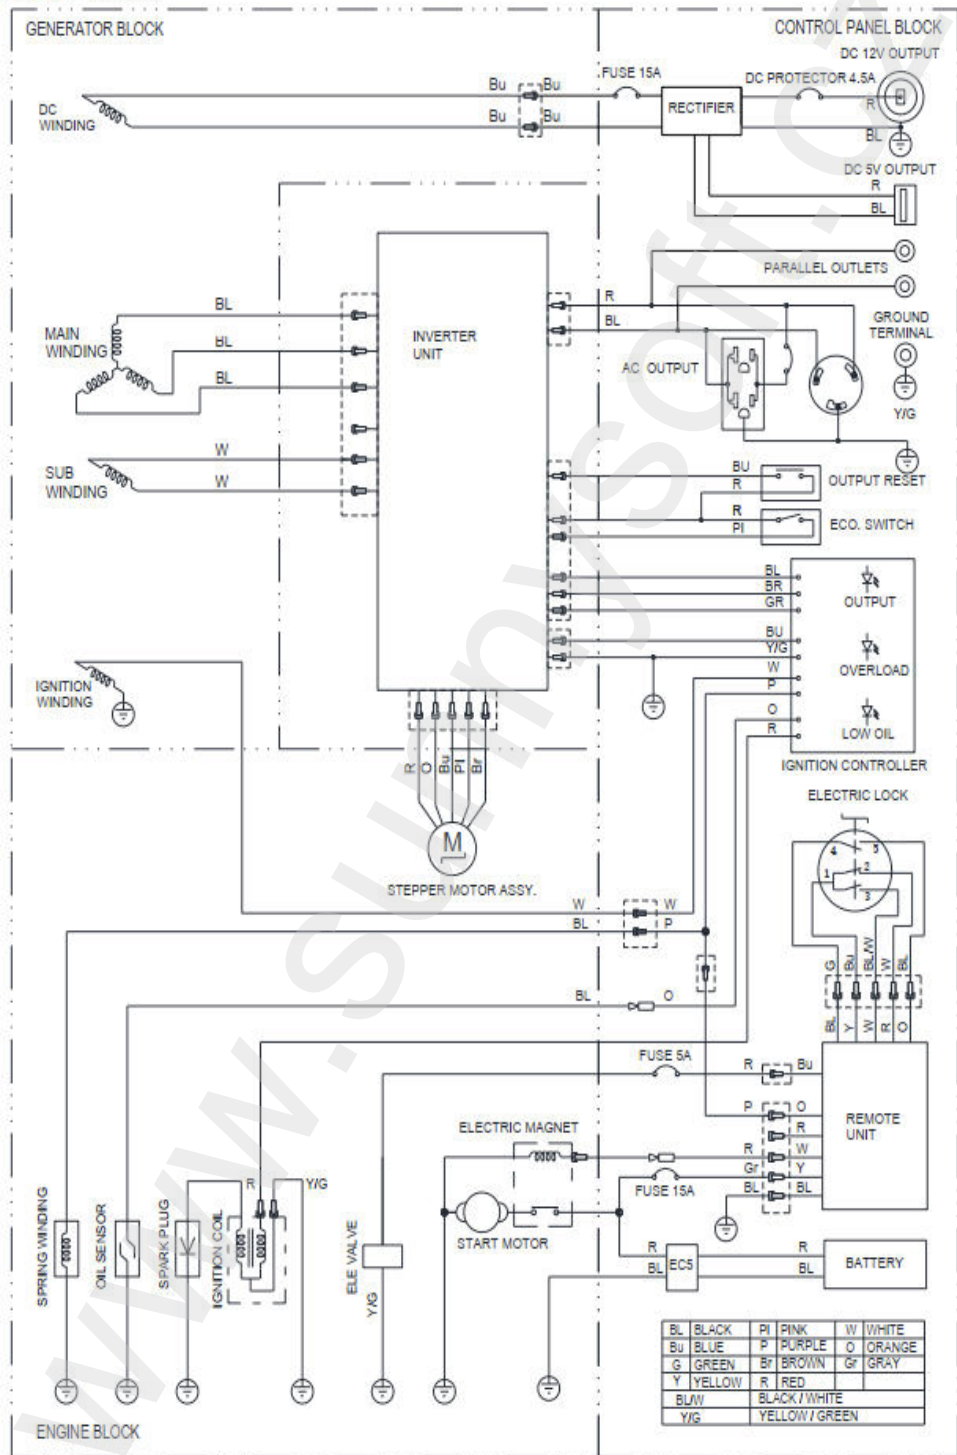 GENERATOR BLOCK
CONTROL PANEL BLOCK
DC 12V OUTPUT
FUSE 15A
DC PROTECTOR 4.5A
Bu
Bu
DC
WINDING
RECTIFIER
R
Bu
Bu
BL
DC 5V OUTPUT
R
BL
PARALLEL OUTLETS
R
BL
BL
MAIN
WINDING
INVERTER
UNIT
BL
GROUND
TERMINAL
AC OUTPUT
BL
Y/G
W
SUB
WINDING
W
BU
R
OUTPUT RESET
R
PI
ECO. SWITCH
BL
BR
GR
OUTPUT
BU
Y/G
W
P
OVERLOAD
O
R
LOW OIL
IGNITION
WINDING
IGNITION CONTROLLER
R
O
Bu
PI
Br
M
STEPPER MOTOR ASSY.
ELECTRIC LOCK
4
5
1
2
3
W
W
BL
P
G
Bu
BL/W
W
BL
BL
O
BL
Y
W
R
O
FUSE 5A
R
Bu
P
O
R
REMOTE
UNIT
ELECTRIC MAGNET
R
W
Gr
Y
FUSE 15A
BL
BL
START MOTOR
R
Y/G
SPRING WINDING
OIL SENSOR
SPARK PLUG
IGNITION COIL
ELE VALVE
Y/G
R
BL
EC5
R
BL
BATTERY
BL BLACK PI PINK W WHITE
Bu BLUE P PURPLE O ORANGE
G GREEN Br BROWN Gr GRAY
Y YELLOW R RED
BL/W BLACK / WHITE
Y/G YELLOW / GREEN
ENGINE BLOCK
www.sunnysoft.cz